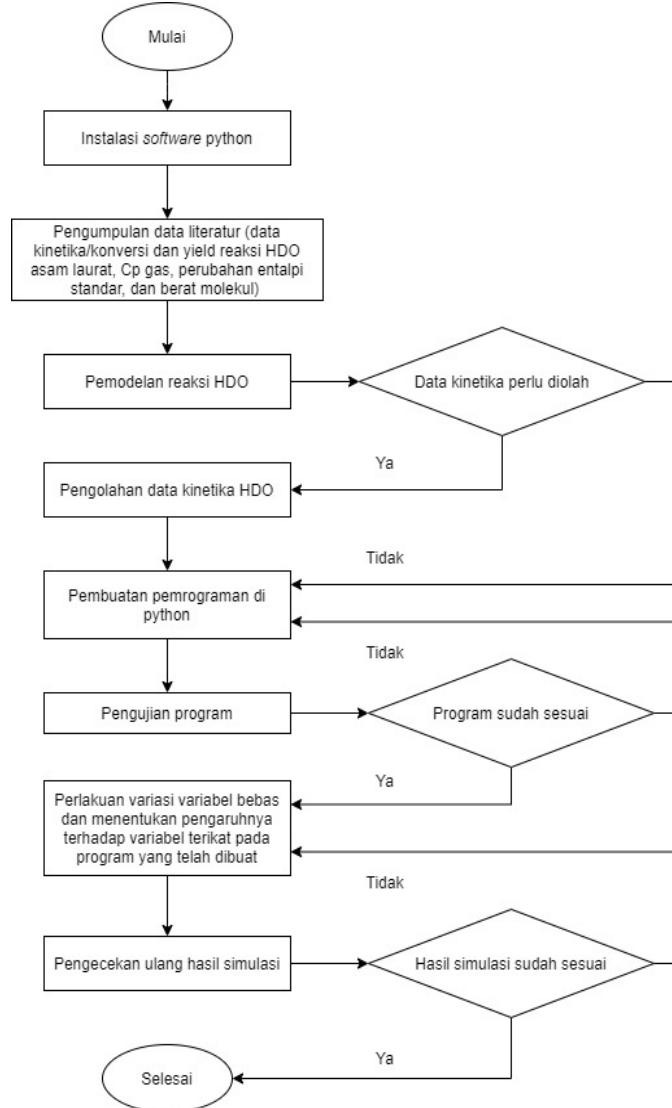 Mulai
Instalasi software python
Pengumpulan data literatur (data
kinetika/konversi dan yield reaksi HDO
asam laurat, Cp gas, perubahan entalpi
standar, dan berat molekul)
Pemodelan reaksi HDO
Data kinetika perlu diolah
Ya
Pengolahan data kinetika HDO
Tidak
Pembuatan pemrograman di
python
Tidak
Pengujian program
Program sudah sesuai
Ya
Perlakuan variasi variabel bebas
dan menentukan pengaruhnya
terhadap variabel terikat pada
program yang telah dibuat
Tidak
Pengecekan ulang hasil simulasi
Hasil simulasi sudah sesuai
Ya
Selesai